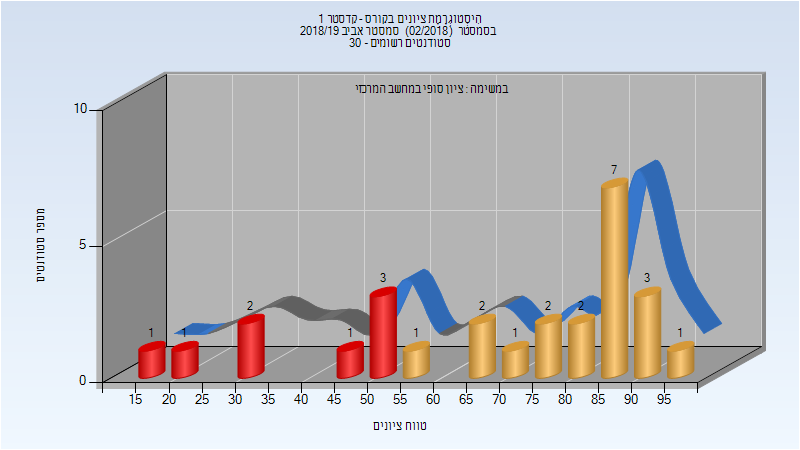 היסטוגרמת ציונים בקורס - קדסטר 1
בסמסטר (02/2018) סמסטר אביב 2018/19
סטודנטים רשומים - 30
במשימה : ציון סופי במחשב המרכזי
מספר סטודנטים
10
5
0
1
1
2
1
3
1
2
1
2
2
7
3
1
15 20 25 30 35 40 45 50 55 60 65 70 75 80 85 90 95
טווח ציונים